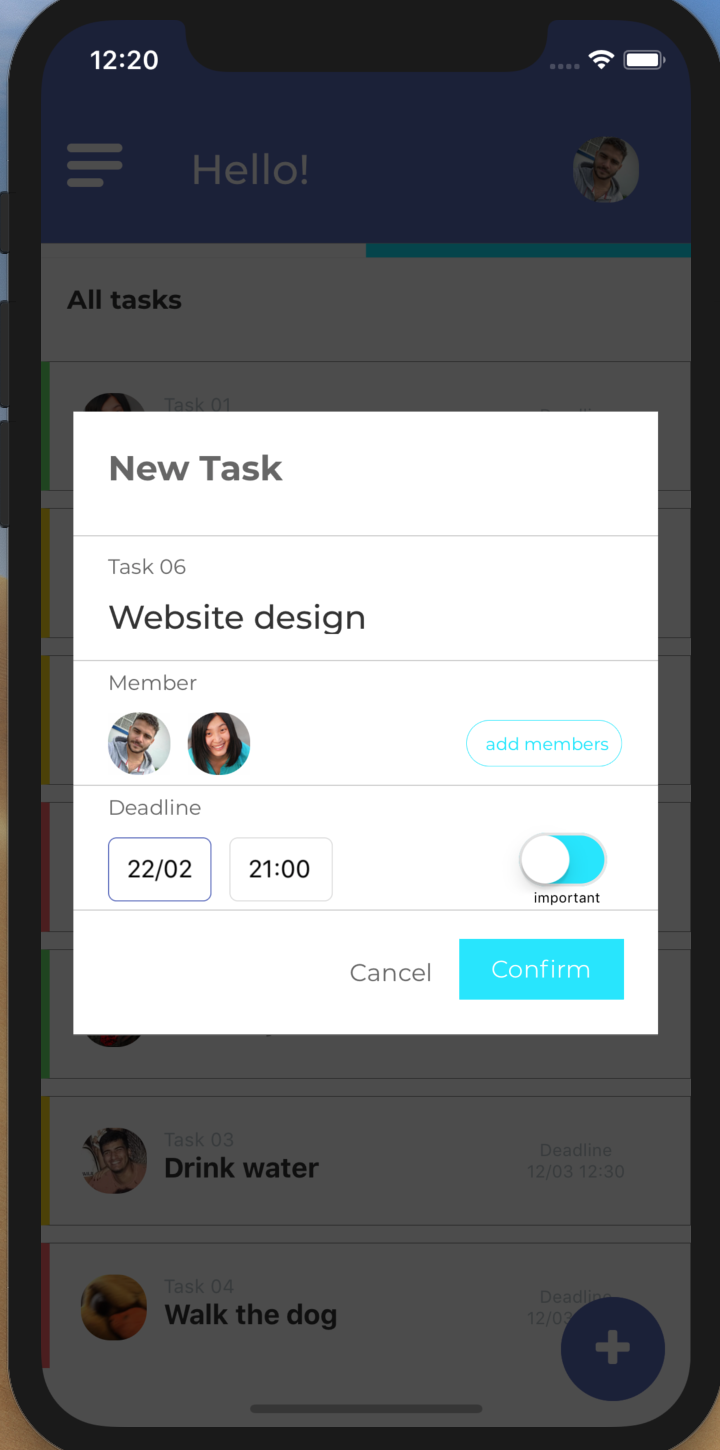 12:20
Hello!
All tasks
Task 01
New Task
Task 06
Website design
Member
add members
Deadline
22/02
21:00
important
Cancel
Confirm
Task 03
Drink water
Deadline
12/03 12:30
Task 04
Walk the dog
Deadline
12/03